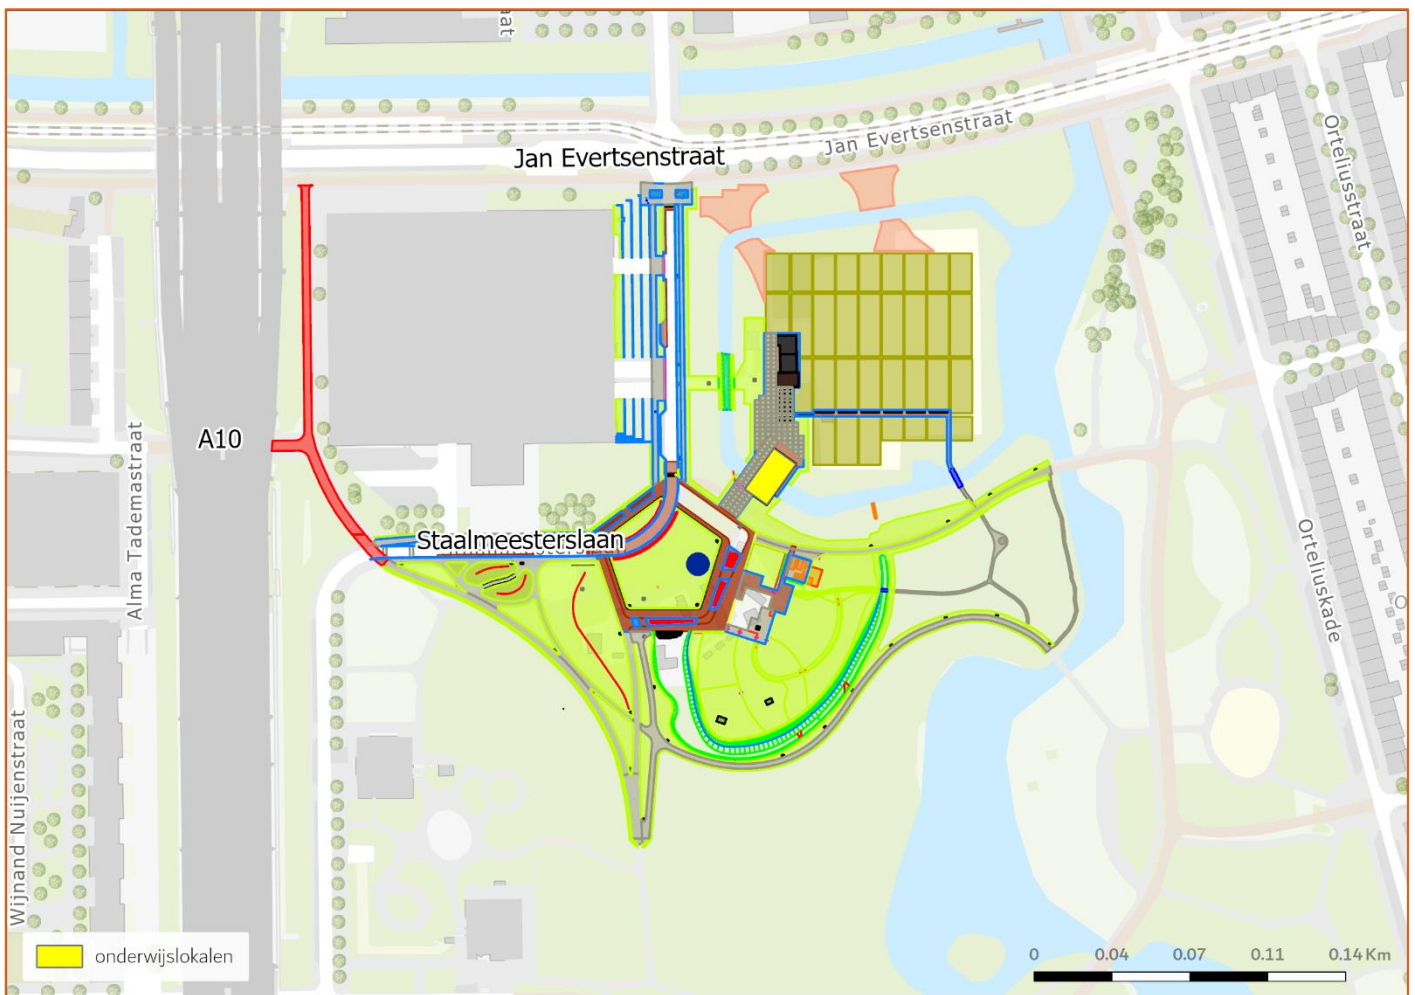 straat
Jan Evertsenstraat
Jan Evertsenstraat
Orteliusstraat
A10
Alma Tademastraat
Staalmeesterslaan
Orteliuskade
Wijnand Nuijenstraat
onderwijslokalen
0 0.04 0.07 0.11 0.14 Km